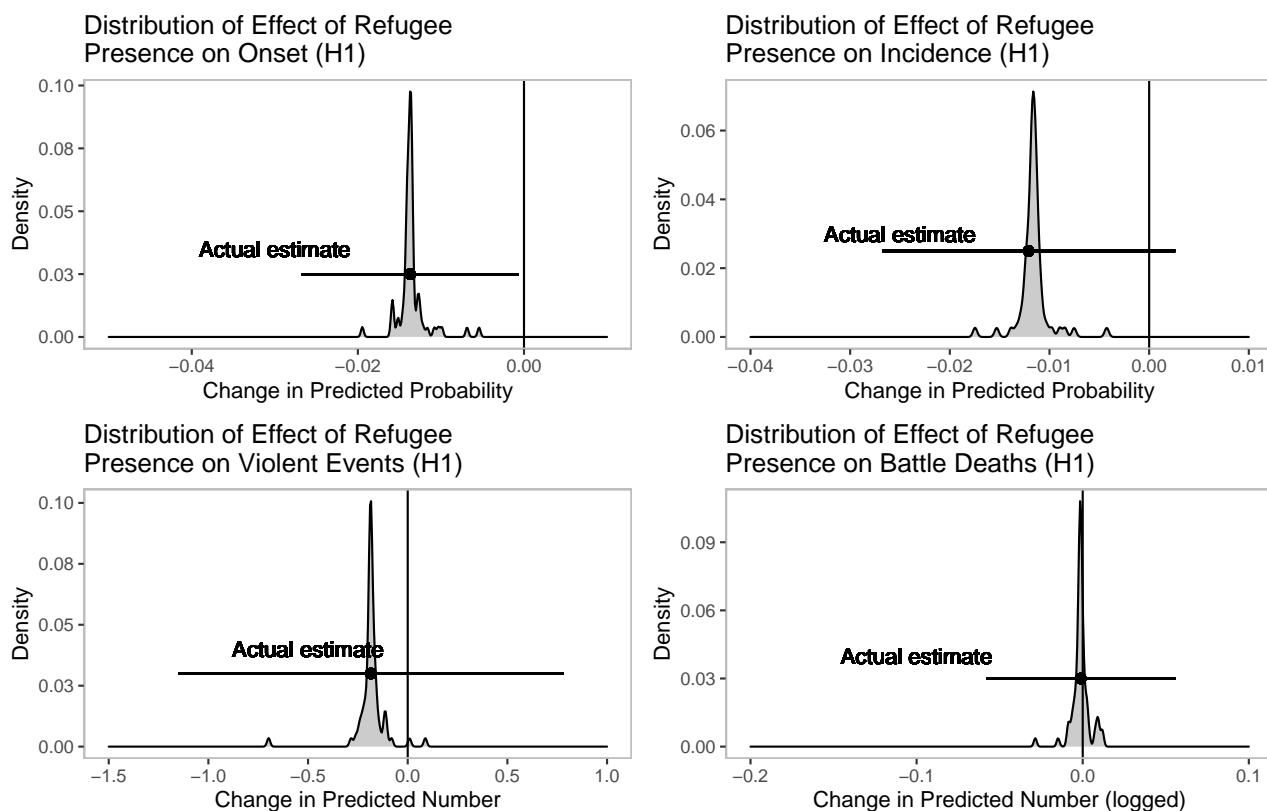 Distribution of Effect of Refugee
Presence on Onset (H1)
0.10
0.08
0.05
0.03
0.00
Density
Actual estimate
−0.04
−0.02
0.00
Change in Predicted Probability
Distribution of Effect of Refugee
Presence on Incidence (H1)
0.06
0.04
0.02
0.00
Density
Actual estimate
−0.04
−0.03
−0.02
−0.01
0.00
0.01
Change in Predicted Probability
Distribution of Effect of Refugee
Presence on Violent Events (H1)
0.10
0.08
0.05
0.03
0.00
Density
Actual estimate
−1.5
−1.0
−0.5
0.0
0.5
1.0
Change in Predicted Number
Distribution of Effect of Refugee
Presence on Battle Deaths (H1)
0.09
0.06
0.03
0.00
Density
Actual estimate
−0.2
−0.1
0.0
0.1
Change in Predicted Number (logged)